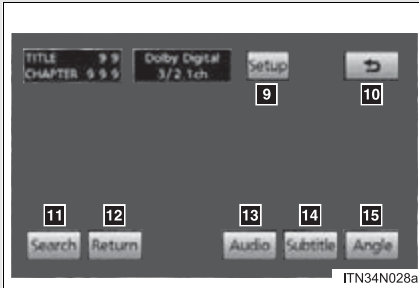 TITLE 99 Dolby Digital Setup
CHAPTER 999 3/2.1ch
9 10
11 12 13 14 15
Search Return Audio Subtitle Angle
ITN34N028a